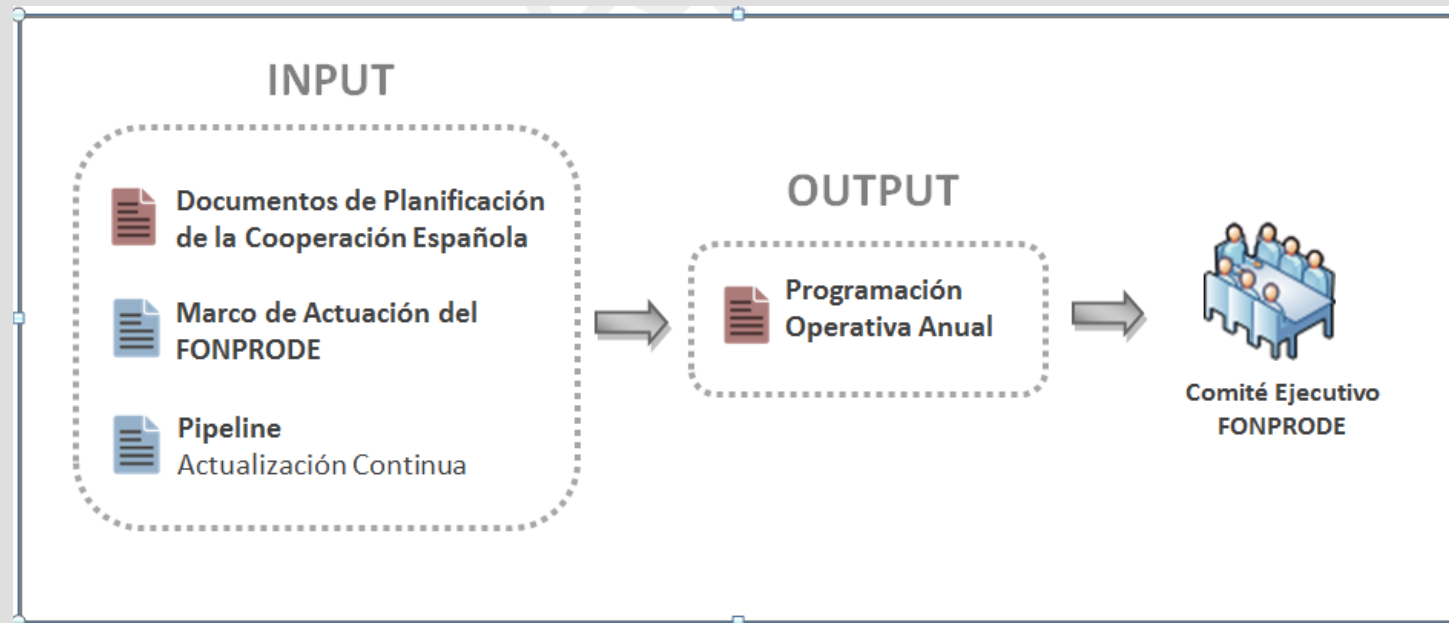 INPUT
Documentos de Planificación
de la Cooperación Española
Marco de Actuación del
FONPRODE
Pipeline
Actualización Continua
OUTPUT
Programación
Operativa Anual
Comité Ejecutivo
FONPRODE